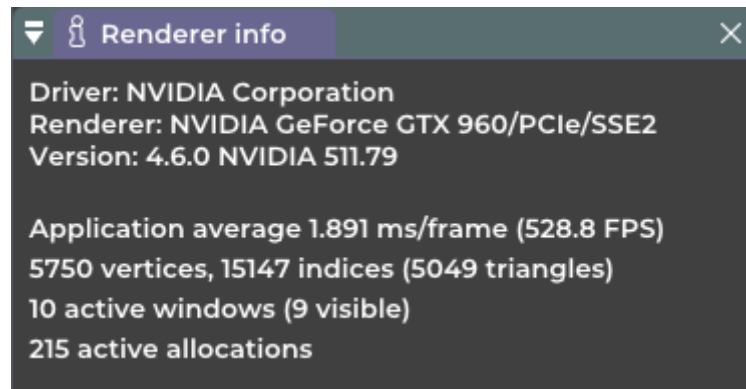 Renderer info
Driver: NVIDIA Corporation
Renderer: NVIDIA GeForce GTX 960/PCIe/SSE2
Version: 4.6.0 NVIDIA 511.79
Application average 1.891 ms/frame (528.8 FPS)
5750 vertices, 15147 indices (5049 triangles)
10 active windows (9 visible)
215 active allocations